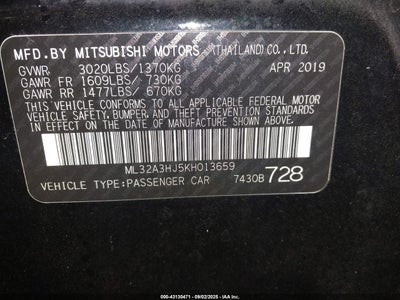 MFD.BY MITSUBISHI MOTORS (THAILAND) CO.,LTD.
GVWR 3020LBS/1370KG APR 2019
GAWR FR 1609LBS/ 730KG
GAWR RR 1477LBS/ 670KG
THIS VEHICLE CONFORMS TO ALL APPLICABLE FEDERAL MOTOR VEHICLE
SAFETY, BUMPER, AND THEFT PREVENTION STANDARDS IN EFFECT ON
THE DATE OF MANUFACTURE SHOWN ABOVE.
ML32A3HJ5KH013659
VEHICLE TYPE:PASSENGER CAR 7430B 728
000-43130471 - 09/02/2025 - IAA Inc.